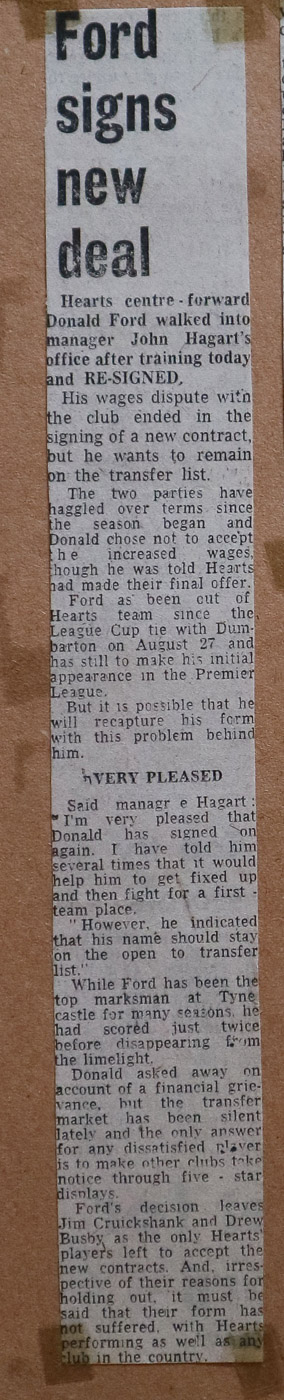 Ford
signs
new
deal
Hearts centre-forward
Donald Ford walked into
manager John Hagart's
office after training today
and RE-SIGNED.
His wages dispute with
the club ended in the
signing of a new contract,
but he wants to remain
on the transfer list.
The two parties have
haggled over terms since
the season began and
Donald chose not to accept
the increased wages,
though he was told Hearts
had made their final offer.
Ford as been out of
Hearts team since the
League Cup tie with Dum-
barton on August 27 and
has still to make his initial
appearance in the Premier
League.
But it is possible that he
will recapture his form
with this problem behind
him.
VERY PLEASED
Said managr e Hagart:
"I'm very pleased that
Donald has signed on
again. I have told him
several times that it would
help him to get fixed up
and then fight for a first-
team place.
"However, he indicated
that his name should stay
on the open to transfer
list."
While Ford has been the
top marksman at Tyne
castle for many seasons, he
had scored just twice
before disappearing from
the limelight.
Donald asked away on
account of a financial grie-
vance, but the transfer
market has been silent
lately and the only answer
for any dissatisfied player
is to make other clubs take
notice through five-star
displays.
Ford's decision leaves
Jim Cruickshank and Drew
Busby as the only Hearts'
players left to accept the
new contracts. And, irres-
pective of their reasons for
holding out, it must be
said that their form has
not suffered, with Hearts
performing as well as any
club in the country.